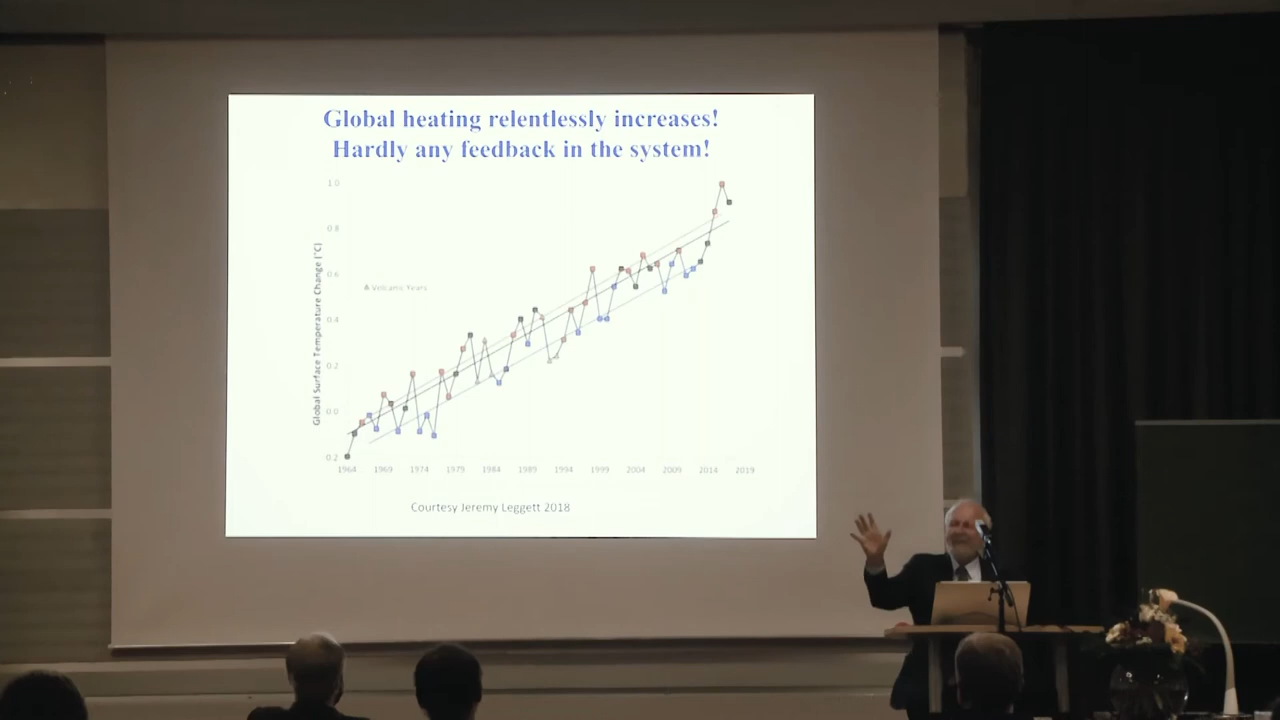 Global heating relentlessly increases!
Hardly any feedback in the system!
1.0
0.8
0.6
0.4
0.2
0.0
0.2
Global Surface Temperature Change (°C)
Volcanic Years
1964 1969 1974 1979 1984 1989 1994 1999 2004 2009 2014 2019
Courtesy Jeremy Leggett 2018